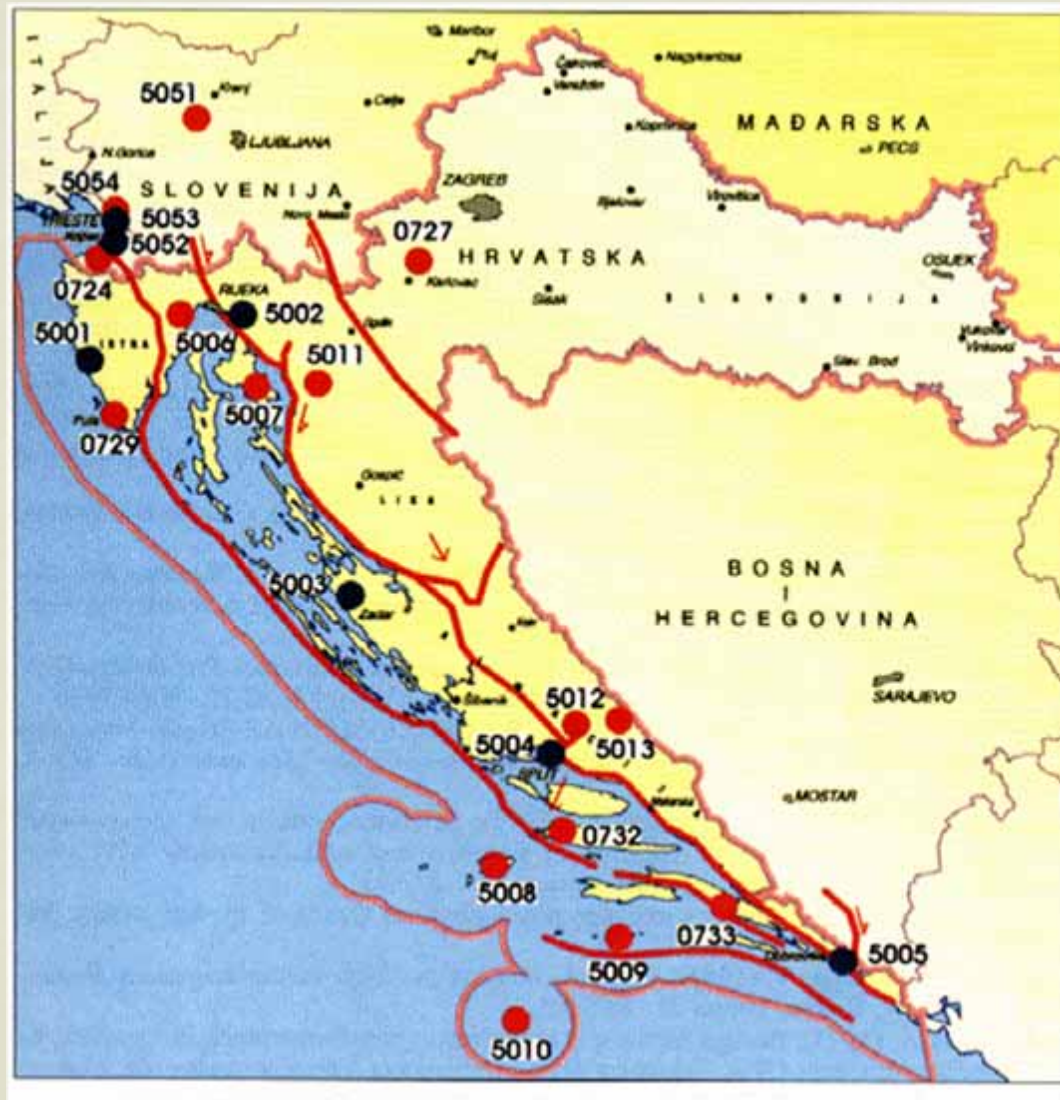 Maribor
Ptuj
Čakovec
Varaždin
Nagykanizsa
ITALIJA
5051
Kranj
Celje
Koprivnica
MAĐARSKA
LJUBLJANA
PECS
N.Gorica
5054
SLOVENIJA
ZAGREB
Bjelovar
Virovitica
TRIESTE
5053
Novo Mesto
Koper
5052
0727
HRVATSKA
OSIJEK
0724
Karlovac
Sisak
SLAVONIJA
RIJEKA
5002
5001
ISTRA
5006
Ogulin
5011
Vukovar
Vinkovci
Slav. Brod
5007
Pula
0729
Gospić
LIKA
BOSNA
I
HERCEGOVINA
5003
Zadar
Knin
SARAJEVO
Šibenik
5012
5013
5004
SPLIT
MOSTAR
Makarska
0732
5008
0733
5009
Dubrovnik
5005
5010